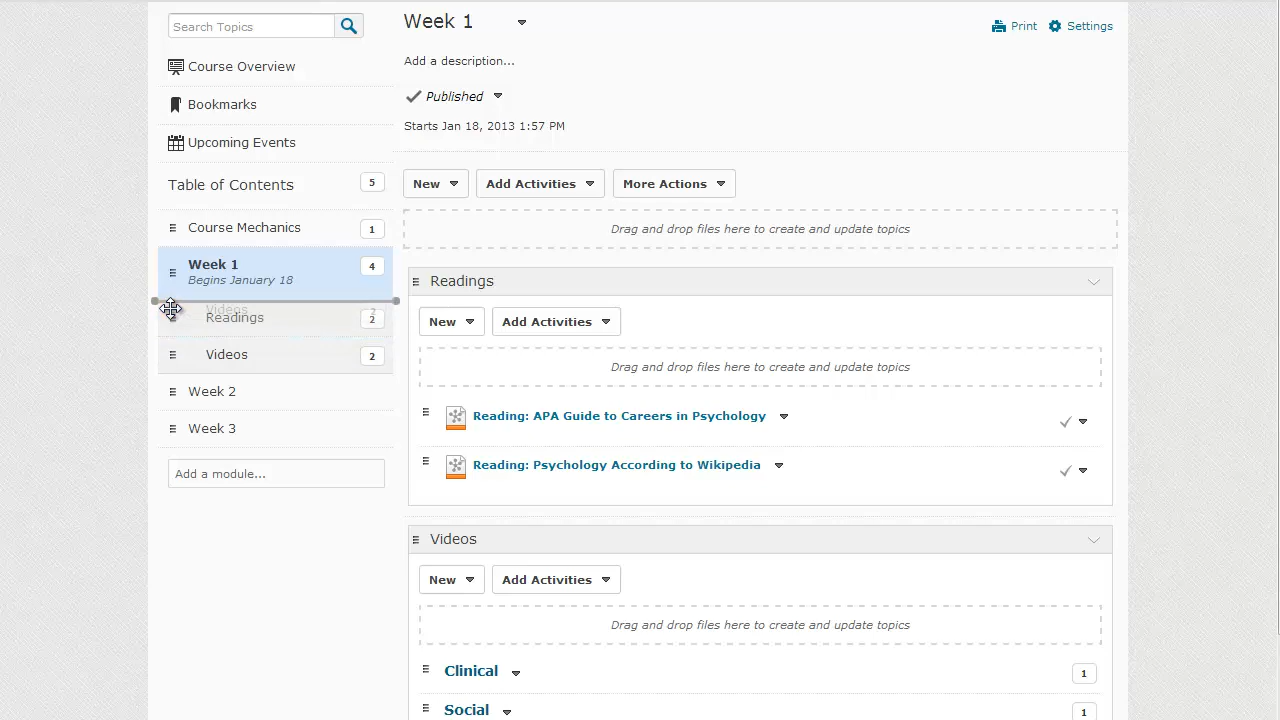 Search Topics
Course Overview
Bookmarks
Upcoming Events
Table of Contents 5
Course Mechanics 1
Week 1 4
Begins January 18
Videos 2
Readings 2
Videos 2
Week 2
Week 3
Add a module...
Week 1
Print Settings
Add a description...
Published
Starts Jan 18, 2013 1:57 PM
New Add Activities More Actions
Drag and drop files here to create and update topics
Readings
New Add Activities
Drag and drop files here to create and update topics
Reading: APA Guide to Careers in Psychology
Reading: Psychology According to Wikipedia
Videos
New Add Activities
Drag and drop files here to create and update topics
Clinical 1
Social 1